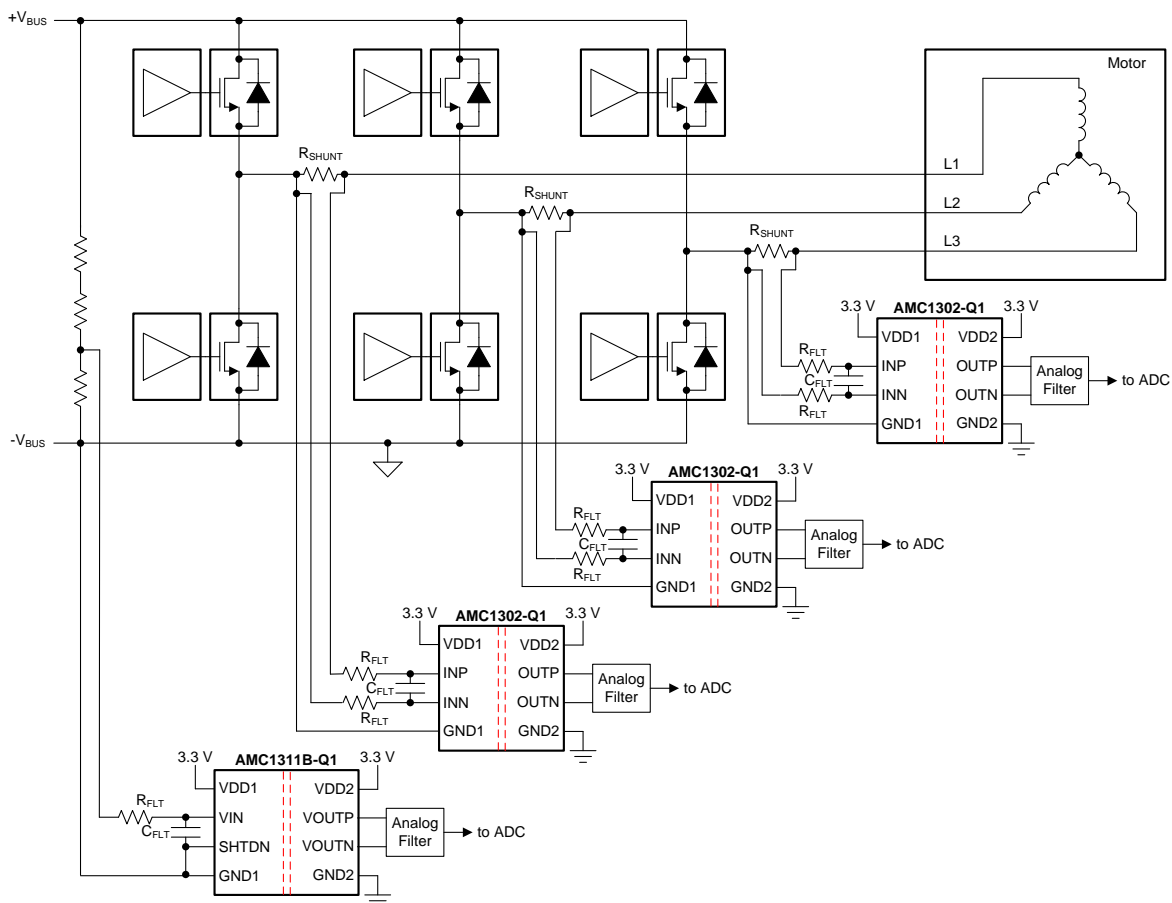 +VBUS
Motor
RSHUNT
L1
RSHUNT
L2
RSHUNT
L3
AMC1302-Q1
3.3 V
3.3 V
VDD1
VDD2
RFLT
INP
OUTP
CFLT
INN
OUTN
RFLT
GND1
GND2
Analog
Filter
to ADC
-VBUS
AMC1302-Q1
3.3 V
3.3 V
VDD1
VDD2
RFLT
INP
OUTP
CFLT
INN
OUTN
RFLT
GND1
GND2
Analog
Filter
to ADC
AMC1302-Q1
3.3 V
3.3 V
VDD1
VDD2
RFLT
INP
OUTP
CFLT
INN
OUTN
RFLT
GND1
GND2
Analog
Filter
to ADC
AMC1311B-Q1
3.3 V
3.3 V
VDD1
VDD2
RFLT
VIN
VOUTP
CFLT
SHTDN
VOUTN
GND1
GND2
Analog
Filter
to ADC